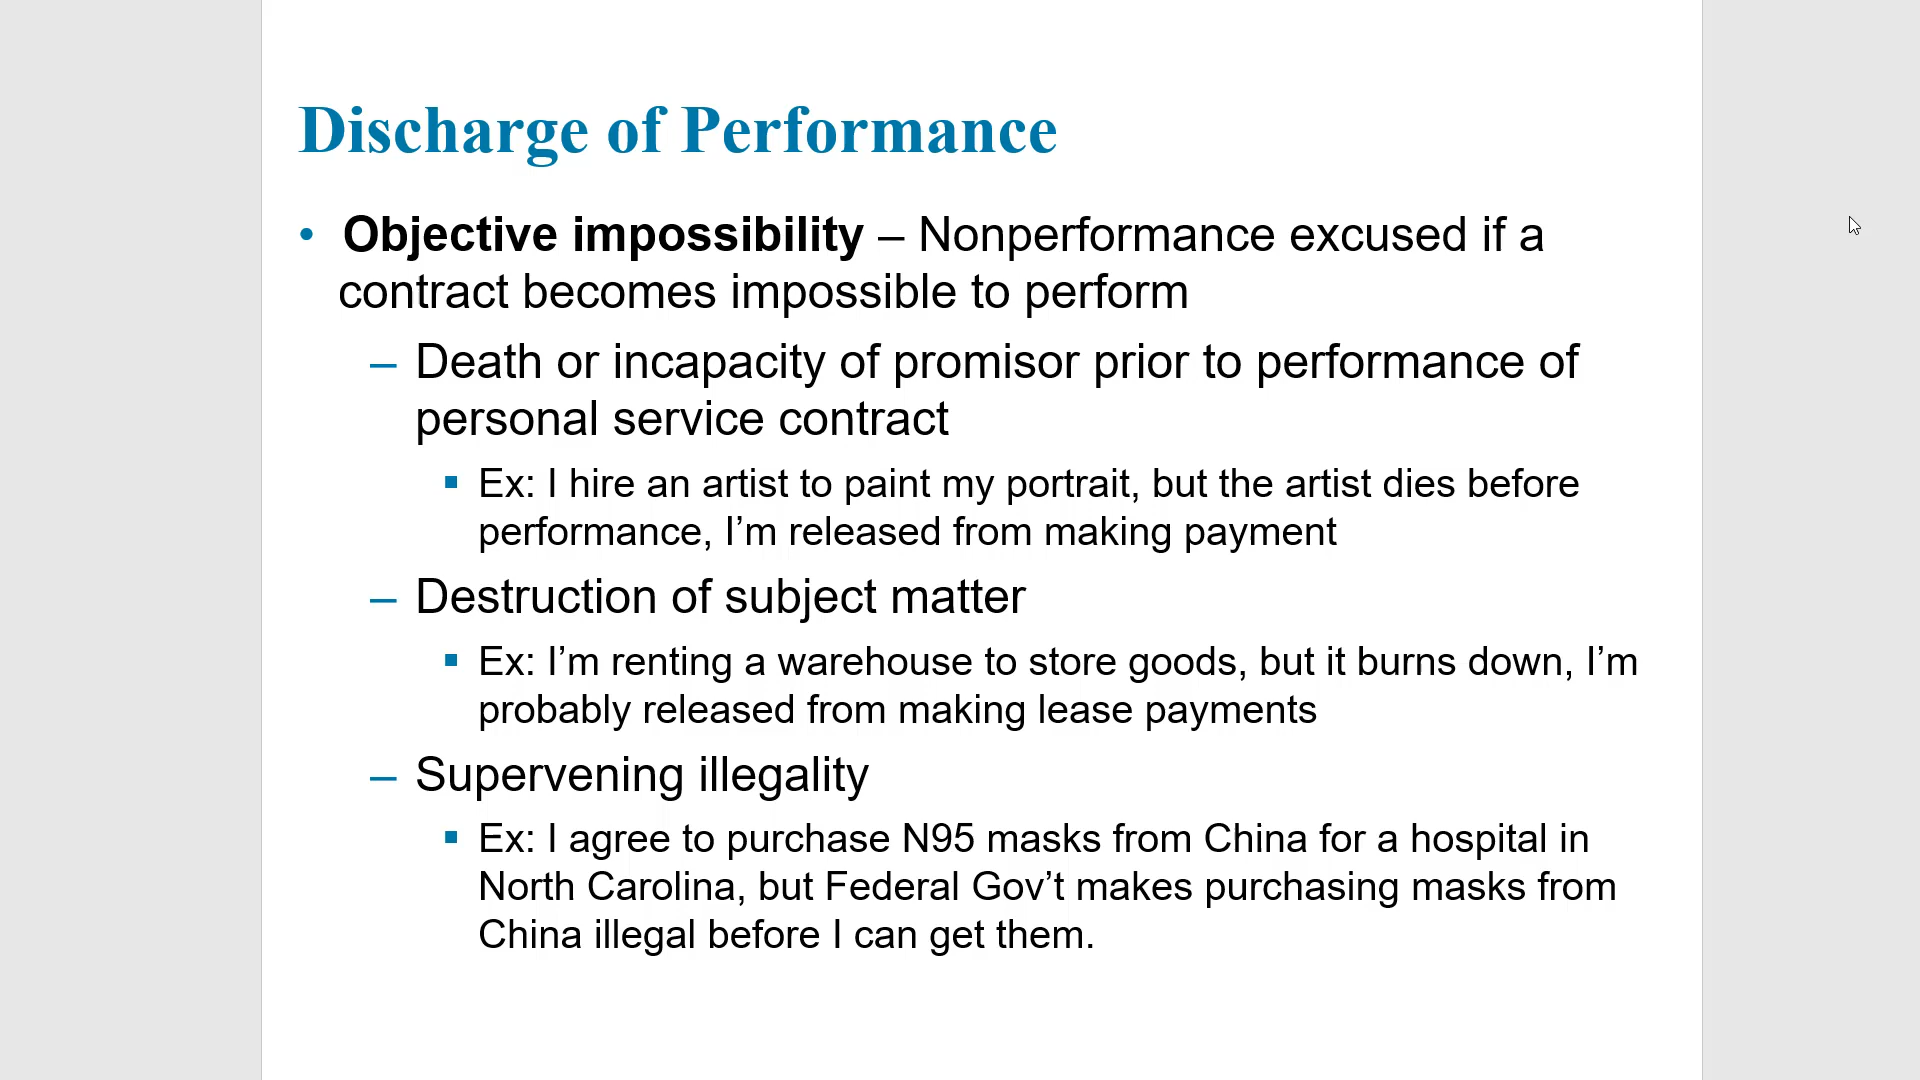 Discharge of Performance
• Objective impossibility – Nonperformance excused if a
contract becomes impossible to perform
– Death or incapacity of promisor prior to performance of
personal service contract
▪ Ex: I hire an artist to paint my portrait, but the artist dies before
performance, I’m released from making payment
– Destruction of subject matter
▪ Ex: I’m renting a warehouse to store goods, but it burns down, I’m
probably released from making lease payments
– Supervening illegality
▪ Ex: I agree to purchase N95 masks from China for a hospital in
North Carolina, but Federal Gov’t makes purchasing masks from
China illegal before I can get them.